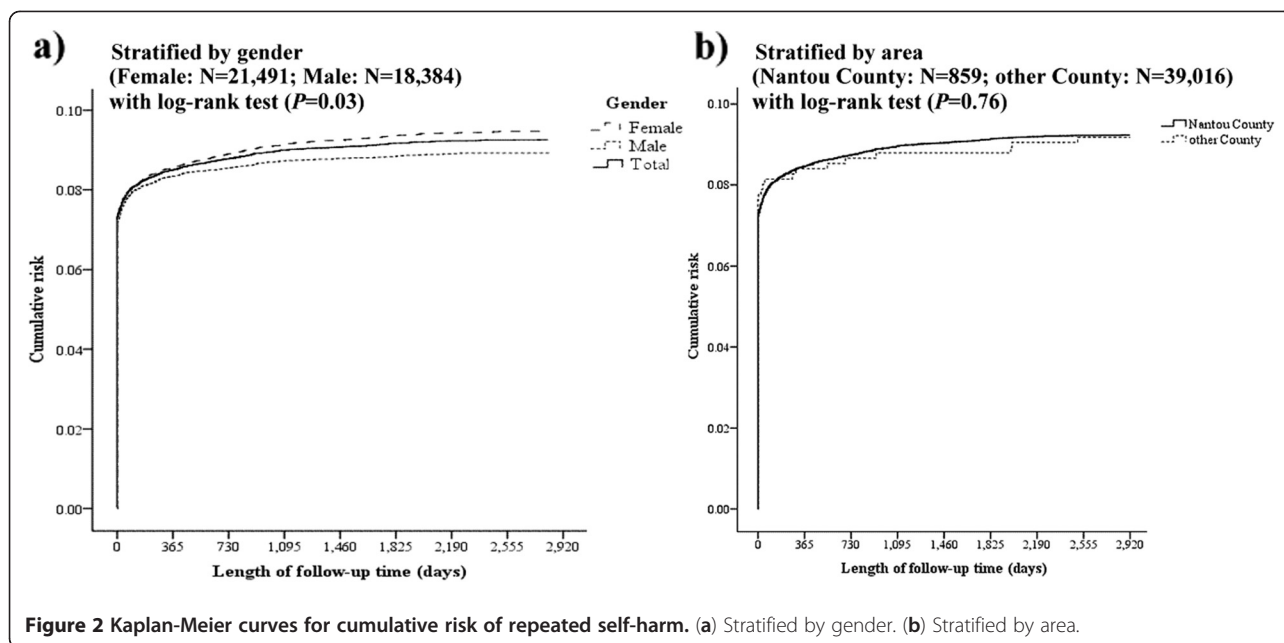 a)
Stratified by gender
(Female: N=21,491; Male: N=18,384)
with log-rank test (P=0.03)
Gender
Female
Male
Total
0.10
0.08
0.06
0.04
0.02
0.00
Cumulative risk
0 365 730 1,095 1,460 1,825 2,190 2,555 2,920
Length of follow-up time (days)
b)
Stratified by area
(Nantou County: N=859; other County: N=39,016)
with log-rank test (P=0.76)
Nantou County
other County
0.10
0.08
0.06
0.04
0.02
0.00
Cumulative risk
0 365 730 1,095 1,460 1,825 2,190 2,555 2,920
Length of follow-up time (days)
Figure 2 Kaplan-Meier curves for cumulative risk of repeated self-harm. (a) Stratified by gender. (b) Stratified by area.